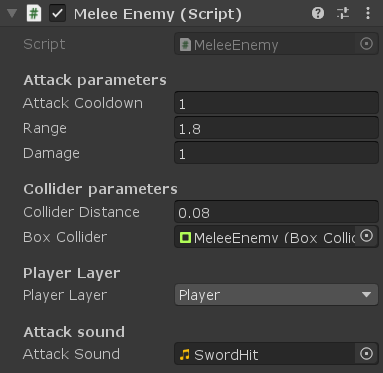 Melee Enemy (Script)
Script MeleeEnemy
Attack parameters
Attack Cooldown 1
Range 1.8
Damage 1
Collider parameters
Collider Distance 0.08
Box Collider MeleeEnemy (Box Collic
Player Layer
Player Layer Player
Attack sound
Attack Sound SwordHit